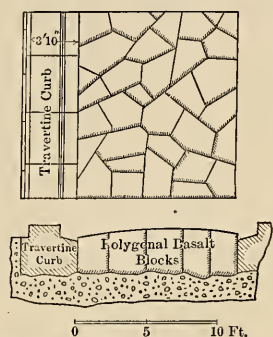 3'10"
Travertine Curb
Travertine
Curb
Polygonal Basalt
Blocks
0 5 10 Ft.